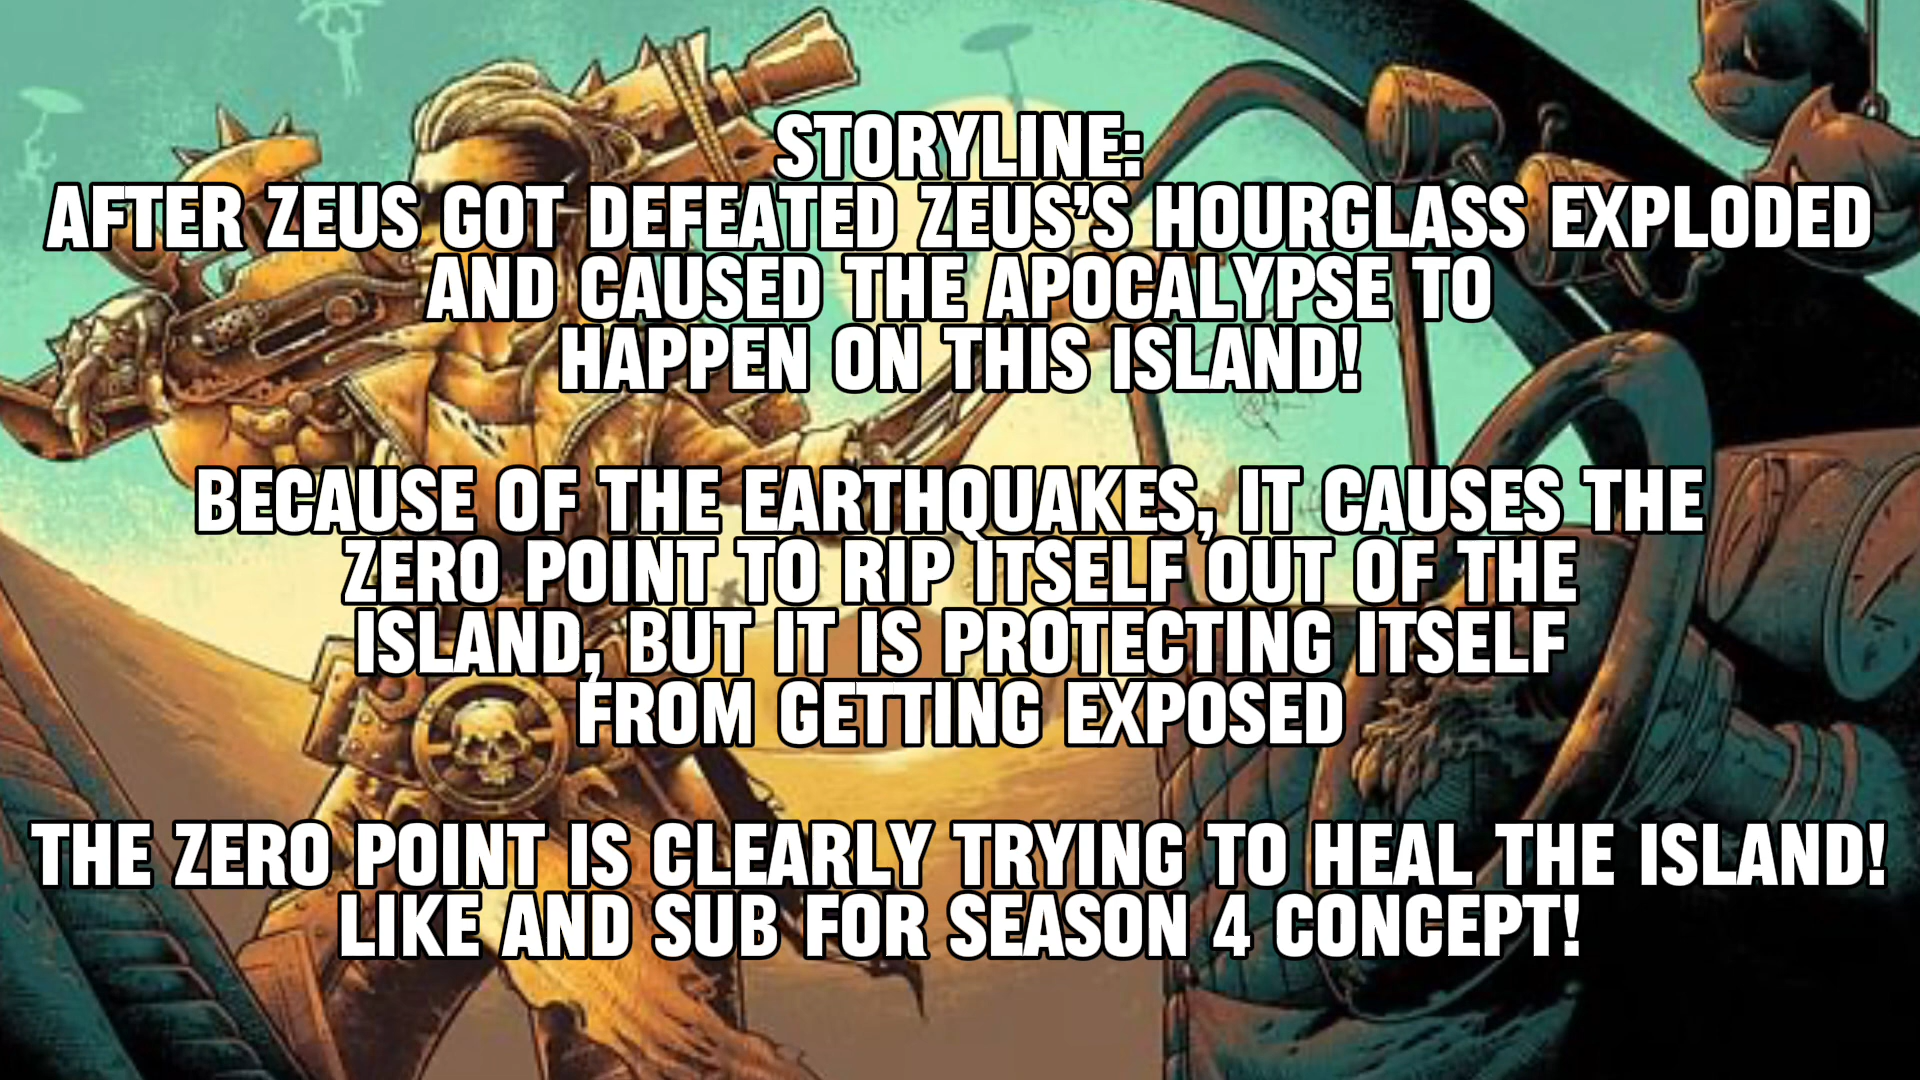 STORYLINE:
AFTER ZEUS GOT DEFEATED ZEUS’S HOURGLASS EXPLODED
AND CAUSED THE APOCALYPSE TO
HAPPEN ON THIS ISLAND!
BECAUSE OF THE EARTHQUAKES, IT CAUSES THE
ZERO POINT TO RIP ITSELF OUT OF THE
ISLAND, BUT IT IS PROTECTING ITSELF
FROM GETTING EXPOSED
THE ZERO POINT IS CLEARLY TRYING TO HEAL THE ISLAND!
LIKE AND SUB FOR SEASON 4 CONCEPT!